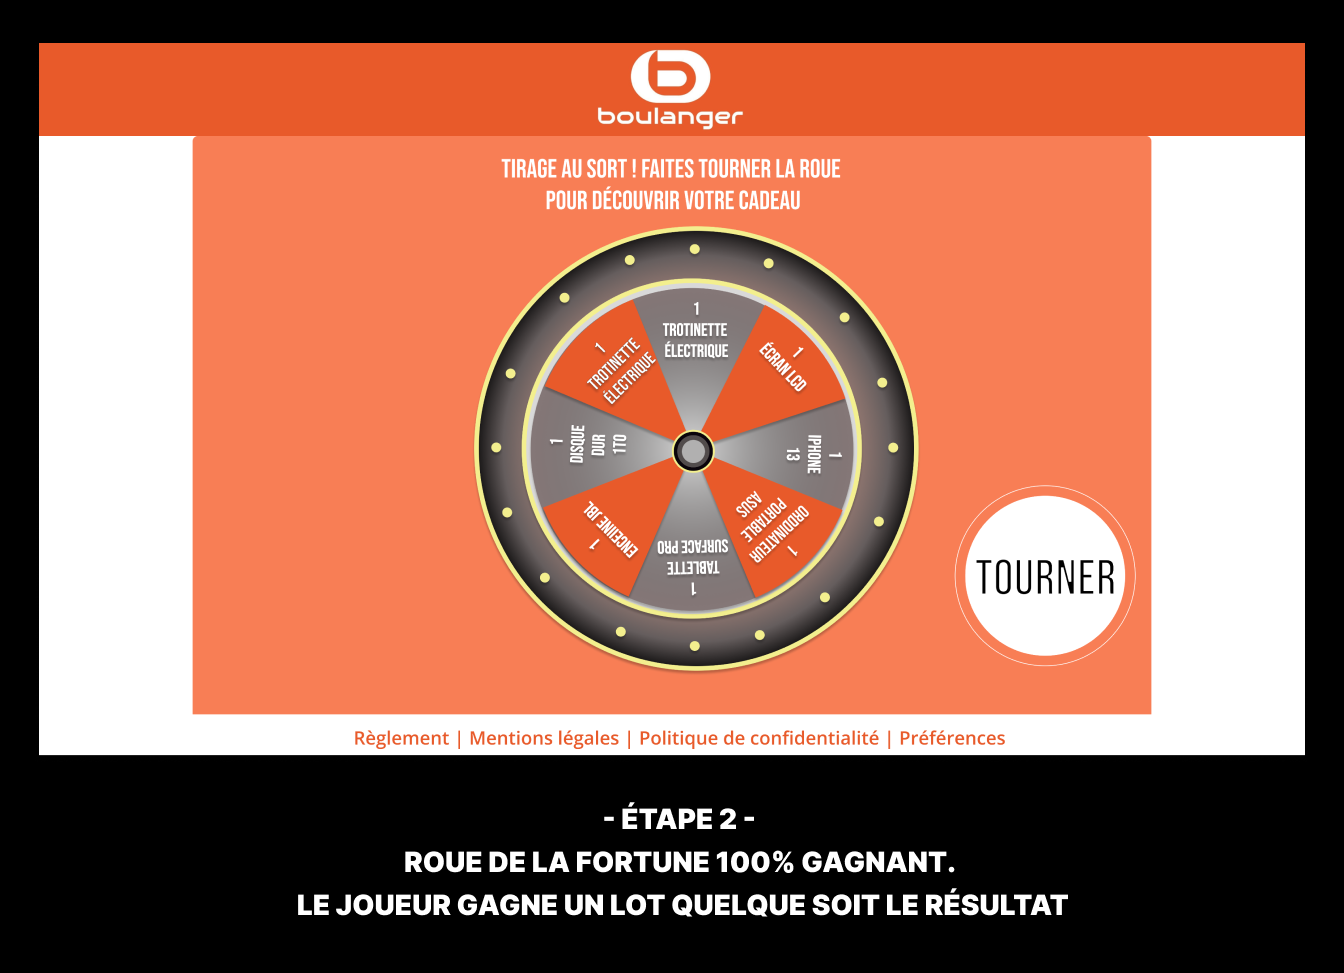 boulanger
TIRAGE AU SORT ! FAITES TOURNER LA ROUE
POUR DÉCOUVRIR VOTRE CADEAU
1
TROTINETTE
ÉLECTRIQUE
1
ÉCRAN LCD
1
IPHONE
13
1
ORDDINATEUR
PORTABLE
ASUS
1
TABLETTE
SURFACE PRO
1
ENCEIINE JBL
1
DISQUE
DUR
1TO
1
TROTINETTE
ÉLECTRIQUE
TOURNER
Règlement | Mentions légales | Politique de confidentialité | Préférences
- ÉTAPE 2 -
ROUE DE LA FORTUNE 100% GAGNANT.
LE JOUEUR GAGNE UN LOT QUELQUE SOIT LE RÉSULTAT